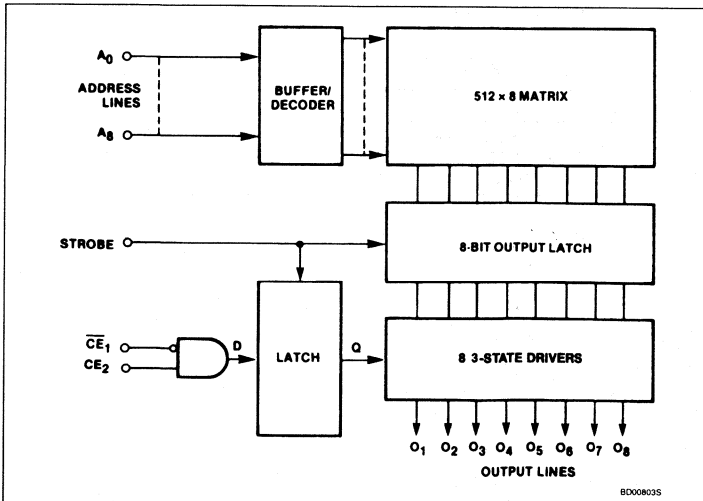 A0
ADDRESS
LINES
A8
BUFFER/
DECODER
512 × 8 MATRIX
STROBE
8-BIT OUTPUT LATCH
CE1
CE2
D
LATCH
Q
8 3-STATE DRIVERS
O1 O2 O3 O4 O5 O6 O7 O8
OUTPUT LINES
BD00803S